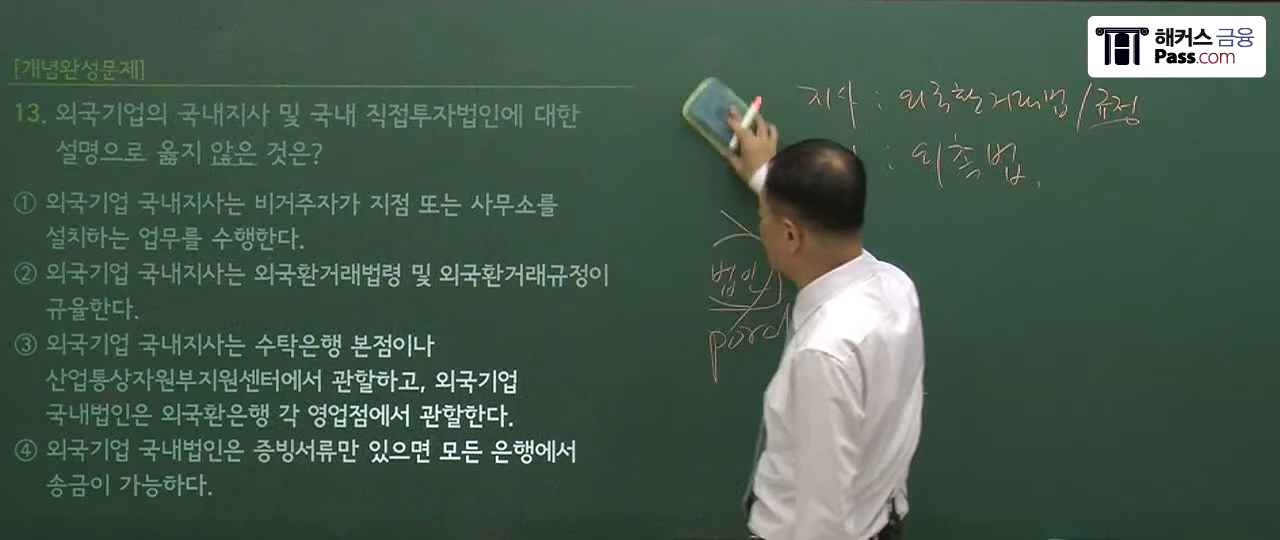 해커스 금융
Pass.com
[개념완성문제]
13. 외국기업의 국내지사 및 국내 직접투자법인에 대한
설명으로 옳지 않은 것은?
① 외국기업 국내지사는 비거주자가 지점 또는 사무소를
설치하는 업무를 수행한다.
② 외국기업 국내지사는 외국환거래법령 및 외국환거래규정이
규율한다.
③ 외국기업 국내지사는 수탁은행 본점이나
산업통상자원부지원센터에서 관할하고, 외국기업
국내법인은 외국환은행 각 영업점에서 관할한다.
④ 외국기업 국내법인은 증빙서류만 있으면 모든 은행에서
송금이 가능하다.
지사 : 외국환거래법/규정
: 외촉법
법인